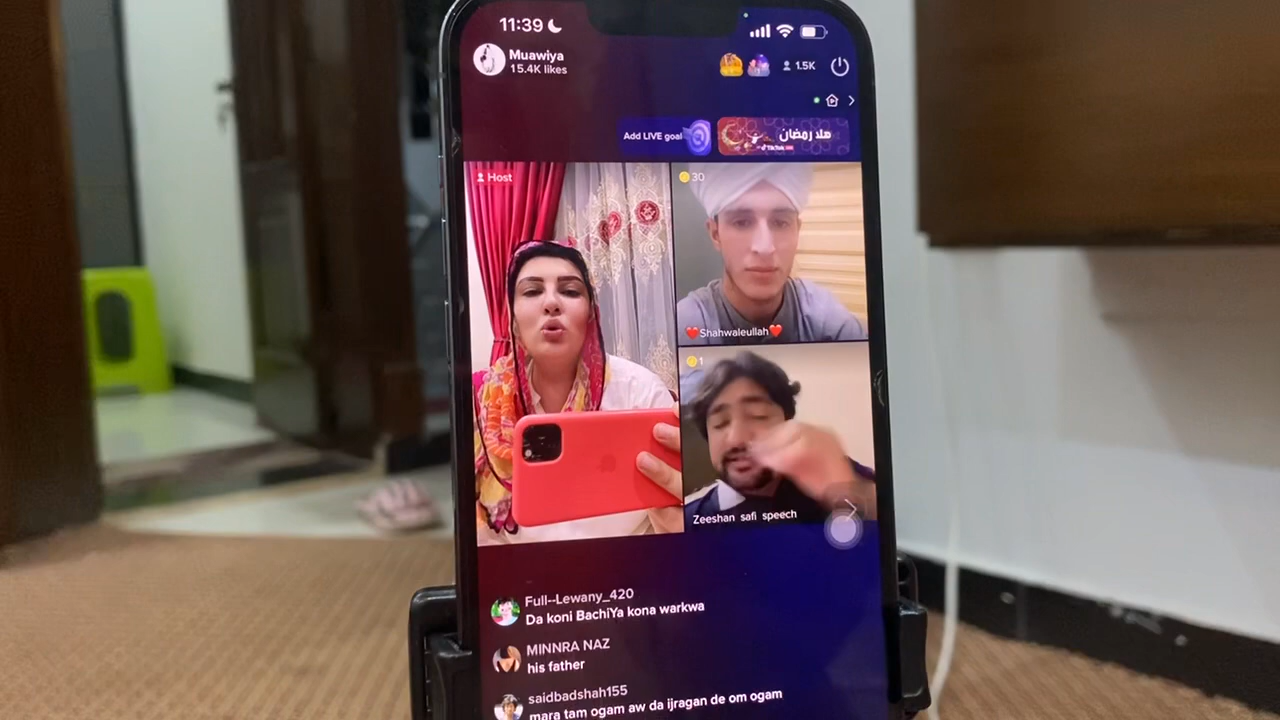 11:39
Muawiya
15.4K likes
1.5K
Add LIVE goal
هلا رمضان
TikTok LIVE
Host
30
❤️Shahwaleullah❤️
1
Zeeshan safi speech
Full--Lewany_420
Da koni BachiYa kona warkwa
MINNRA NAZ
his father
saidbadshah155
mara tam ogam aw da ijragan de om ogam